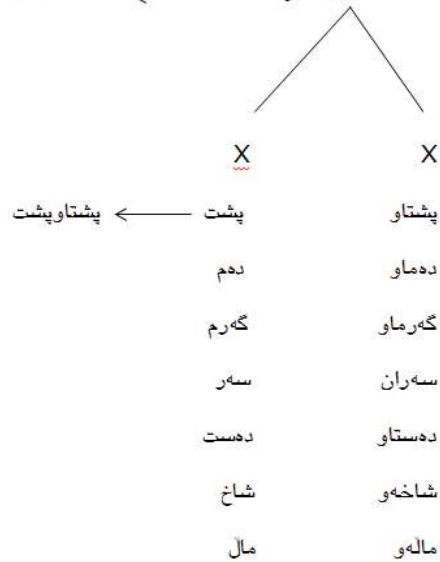 X X
پشتاو پشت ← پشتاوپشت
دەماو دەم
گەرماو گەرم
سەران سەر
دەستاو دەست
شاخەو شاخ
ماڵەو ماڵ